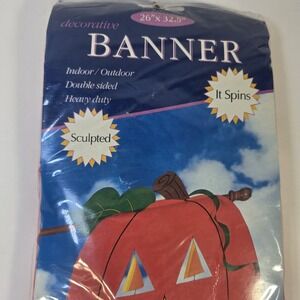 26" x 32.5"
decorative
BANNER
Indoor/Outdoor
Double sided
Heavy duty
It Spins
Sculpted